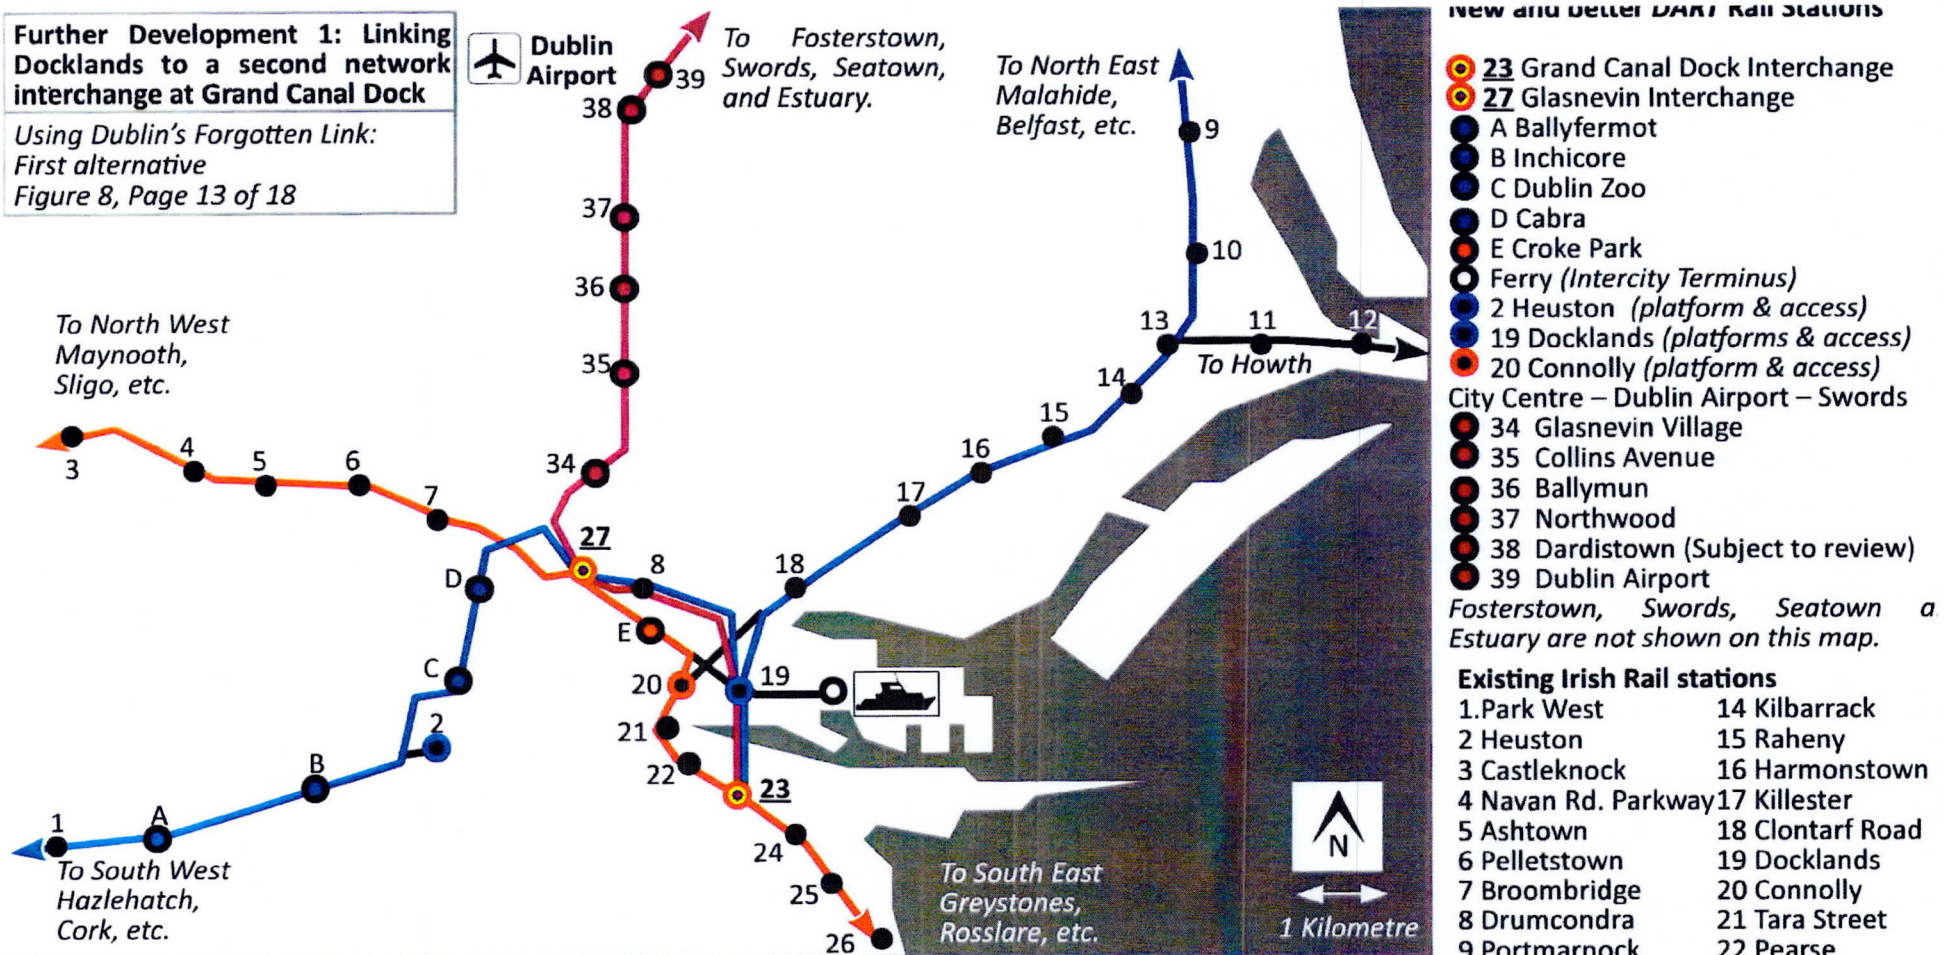 Further Development 1: Linking
Docklands to a second network
interchange at Grand Canal Dock
Using Dublin's Forgotten Link:
First alternative
Figure 8, Page 13 of 18
Dublin
Airport
To Fosterstown,
Swords, Seatown,
and Estuary.
To North East
Malahide,
Belfast, etc.
To North West
Maynooth,
Sligo, etc.
To Howth
To South West
Hazlehatch,
Cork, etc.
To South East
Greystones,
Rosslare, etc.
N
1 Kilometre
39
38
37
36
35
34
9
10
13
11
12
14
15
16
17
18
3
4
5
6
7
27
8
D
E
C
20
19
2
21
B
22
23
1
A
24
25
26
New and better DART Rail Stations
23 Grand Canal Dock Interchange
27 Glasnevin Interchange
A Ballyfermot
B Inchicore
C Dublin Zoo
D Cabra
E Croke Park
Ferry (Intercity Terminus)
2 Heuston (platform & access)
19 Docklands (platforms & access)
20 Connolly (platform & access)
City Centre – Dublin Airport – Swords
34 Glasnevin Village
35 Collins Avenue
36 Ballymun
37 Northwood
38 Dardistown (Subject to review)
39 Dublin Airport
Fosterstown, Swords, Seatown a
Estuary are not shown on this map.
Existing Irish Rail stations
1.Park West 14 Kilbarrack
2 Heuston 15 Raheny
3 Castleknock 16 Harmonstown
4 Navan Rd. Parkway 17 Killester
5 Ashtown 18 Clontarf Road
6 Pelletstown 19 Docklands
7 Broombridge 20 Connolly
8 Drumcondra 21 Tara Street
9 Portmarnock 22 Pearse